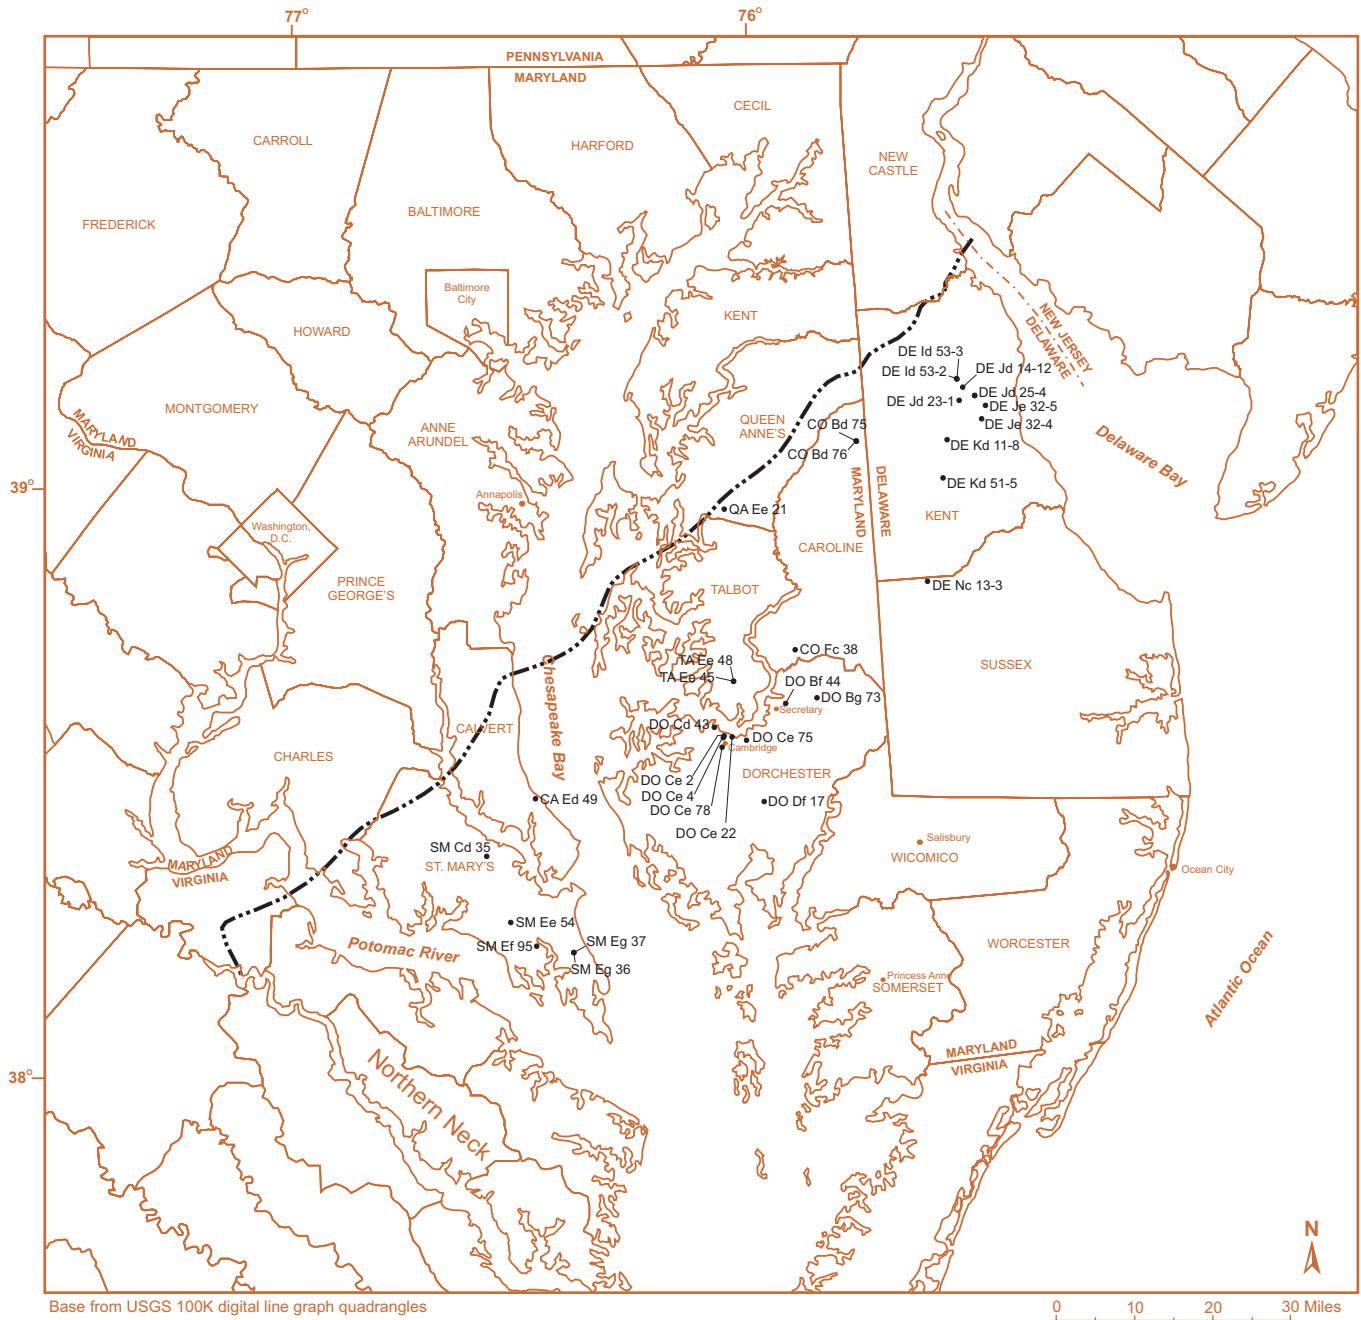 77°
76°
PENNSYLVANIA
MARYLAND
CECIL
CARROLL
HARFORD
NEW
CASTLE
BALTIMORE
FREDERICK
Baltimore
City
KENT
HOWARD
NEW JERSEY
DELAWARE
DE Id 53-3
DE Id 53-2
DE Jd 14-12
DE Jd 25-4
DE Jd 23-1
DE Je 32-5
DE Je 32-4
MONTGOMERY
MARYLAND
VIRGINIA
ANNE
ARUNDEL
QUEEN
ANNE'S
CO Bd 75
CO Bd 76
DE Kd 11-8
Delaware Bay
DE Kd 51-5
39°
Annapolis
MARYLAND
DELAWARE
QA Ee 21
KENT
Washington,
D.C.
CAROLINE
PRINCE
GEORGE'S
TALBOT
DE Nc 13-3
CO Fc 38
TA Ee 48
TA Ee 45
SUSSEX
DO Bf 44
DO Bg 73
Secretary
Chesapeake Bay
CALVERT
DO Cd 43
DO Ce 75
Cambridge
CHARLES
DORCHESTER
DO Ce 2
DO Ce 4
DO Ce 78
DO Ce 22
DO Df 17
CA Ed 49
SM Cd 35
ST. MARY'S
Salisbury
WICOMICO
MARYLAND
VIRGINIA
Ocean City
SM Ee 54
SM Ef 95
SM Eg 37
SM Eg 36
Potomac River
WORCESTER
Princess Anne
SOMERSET
Atlantic Ocean
MARYLAND
VIRGINIA
38°
Northern Neck
N
Base from USGS 100K digital line graph quadrangles
0 10 20 30 Miles